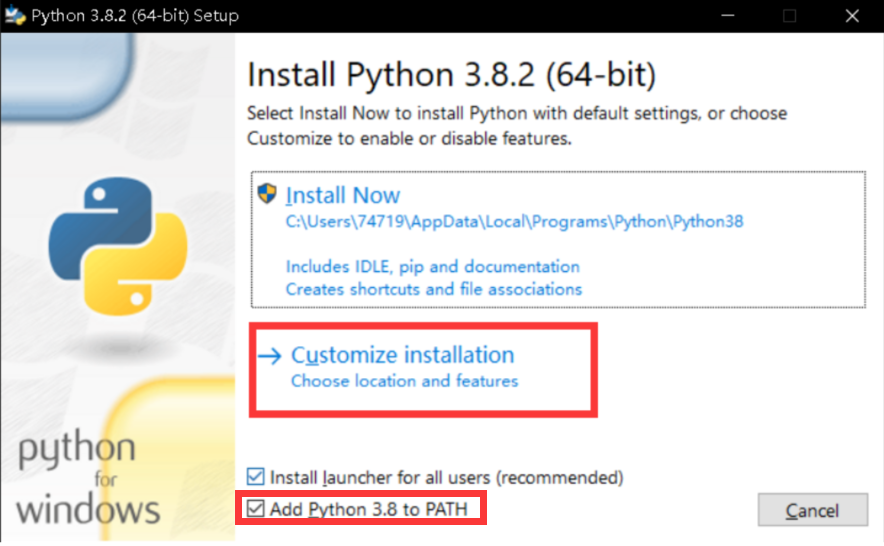 Python 3.8.2 (64-bit) Setup
Install Python 3.8.2 (64-bit)
Select Install Now to install Python with default settings, or choose
Customize to enable or disable features.
Install Now
C:\Users\74719\AppData\Local\Programs\Python\Python38
Includes IDLE, pip and documentation
Creates shortcuts and file associations
Customize installation
Choose location and features
python
for
windows
Install launcher for all users (recommended)
Add Python 3.8 to PATH
Cancel